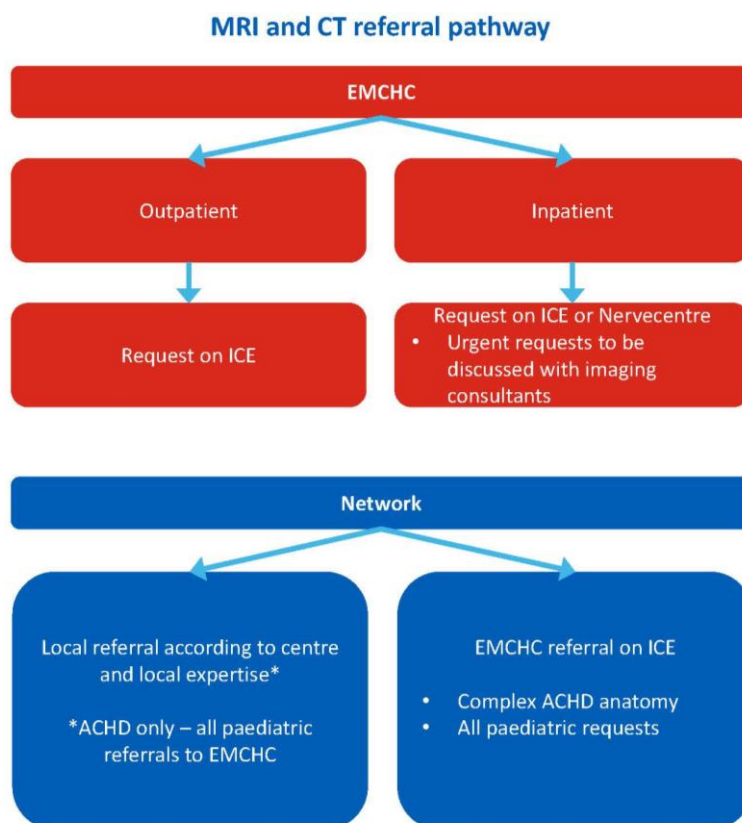 MRI and CT referral pathway
EMCHC
Outpatient
Inpatient
Request on ICE
Request on ICE or Nervecentre
• Urgent requests to be
discussed with imaging
consultants
Network
Local referral according to centre
and local expertise*
*ACHD only – all paediatric
referrals to EMCHC
EMCHC referral on ICE
• Complex ACHD anatomy
• All paediatric requests